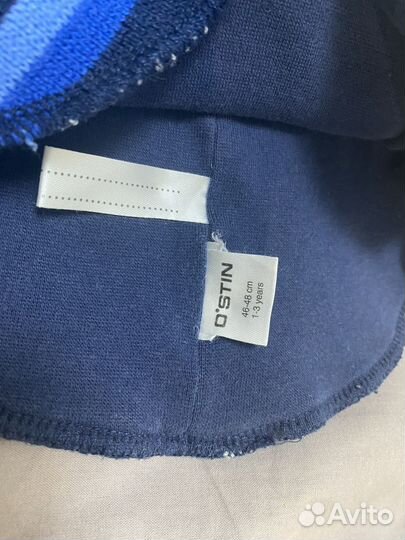 O'STIN
46-48 cm
1-3 years
Avito